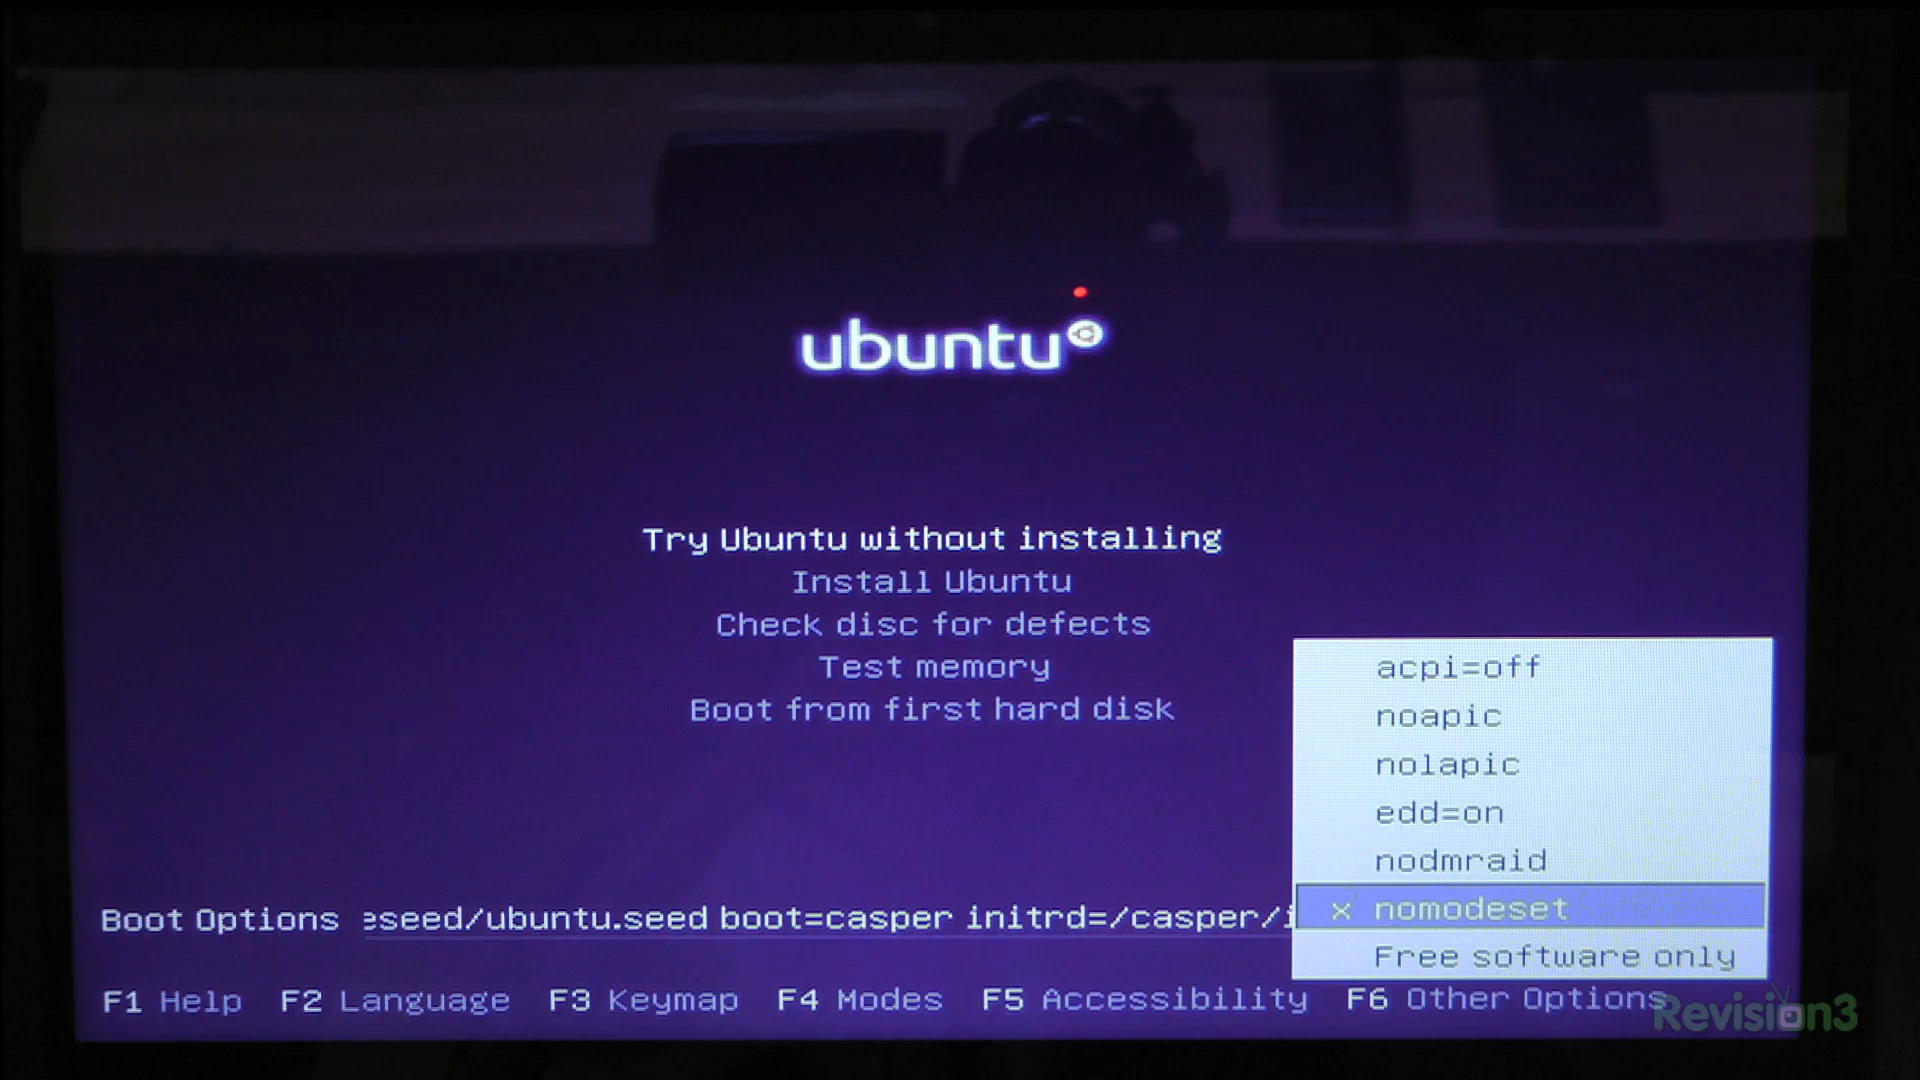 ubuntu
Try Ubuntu without installing
Install Ubuntu
Check disc for defects
Test memory
Boot from first hard disk
acpi=off
noapic
nolapic
edd=on
nodmraid
x nomodeset
Free software only
Boot Options eseed/ubuntu.seed boot=casper initrd=/casper/i
F1 Help F2 Language F3 Keymap F4 Modes F5 Accessibility F6 Other Options
Revision3